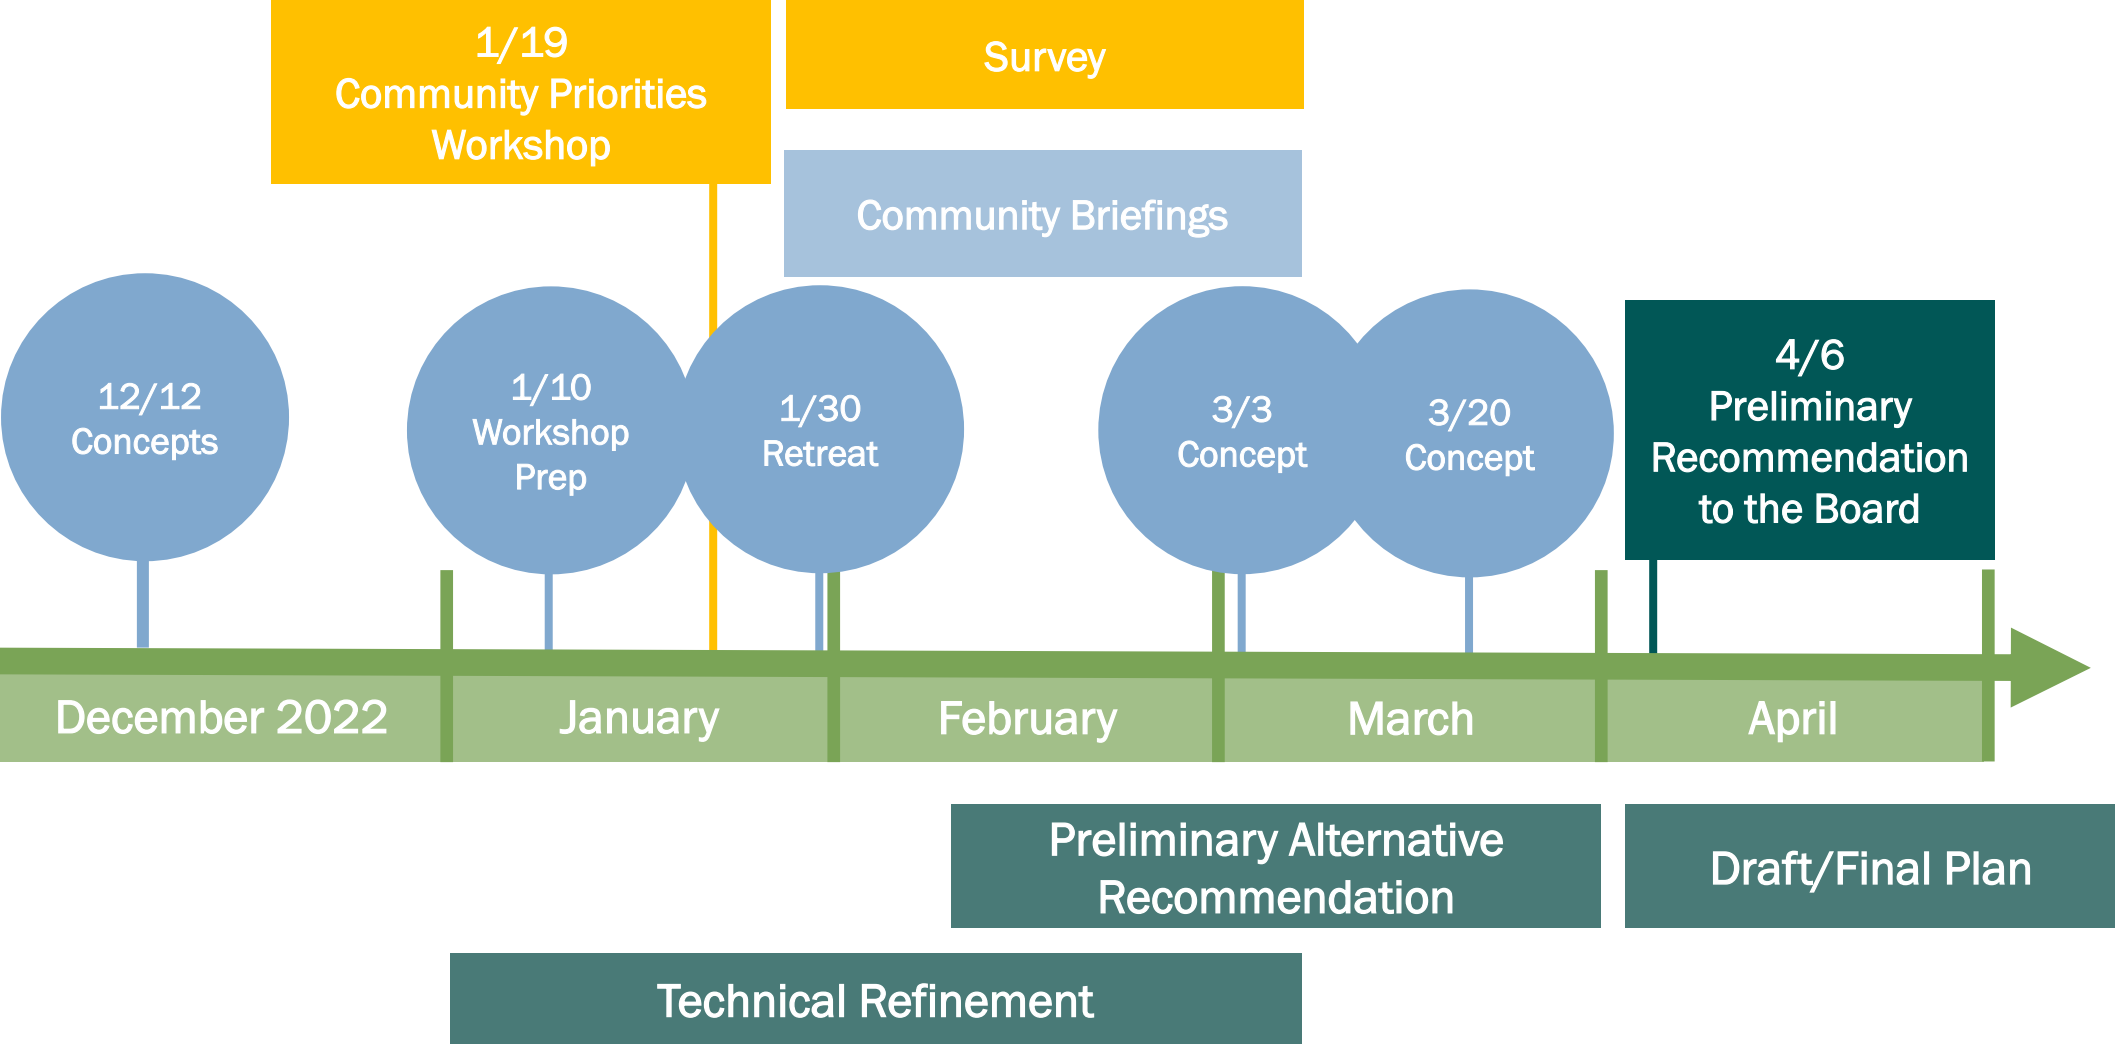 1/19
Community Priorities
Workshop
Survey
Community Briefings
12/12
Concepts
1/10
Workshop
Prep
1/30
Retreat
3/3
Concept
3/20
Concept
4/6
Preliminary
Recommendation
to the Board
December 2022
January
February
March
April
Preliminary Alternative
Recommendation
Draft/Final Plan
Technical Refinement